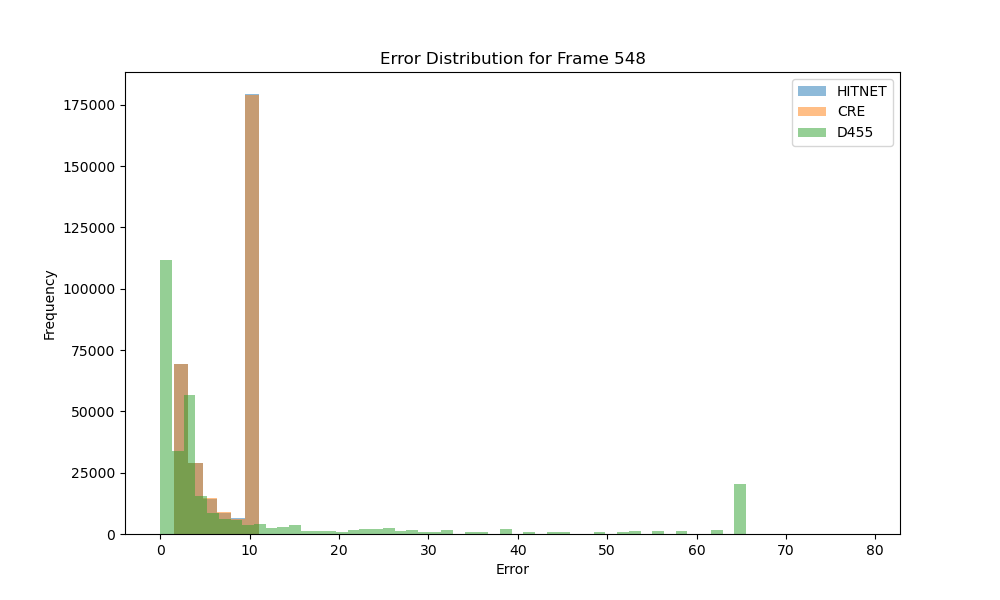 Error Distribution for Frame 548
HITNET
CRE
D455
175000
150000
125000
100000
75000
50000
25000
0
Frequency
0 10 20 30 40 50 60 70 80
Error